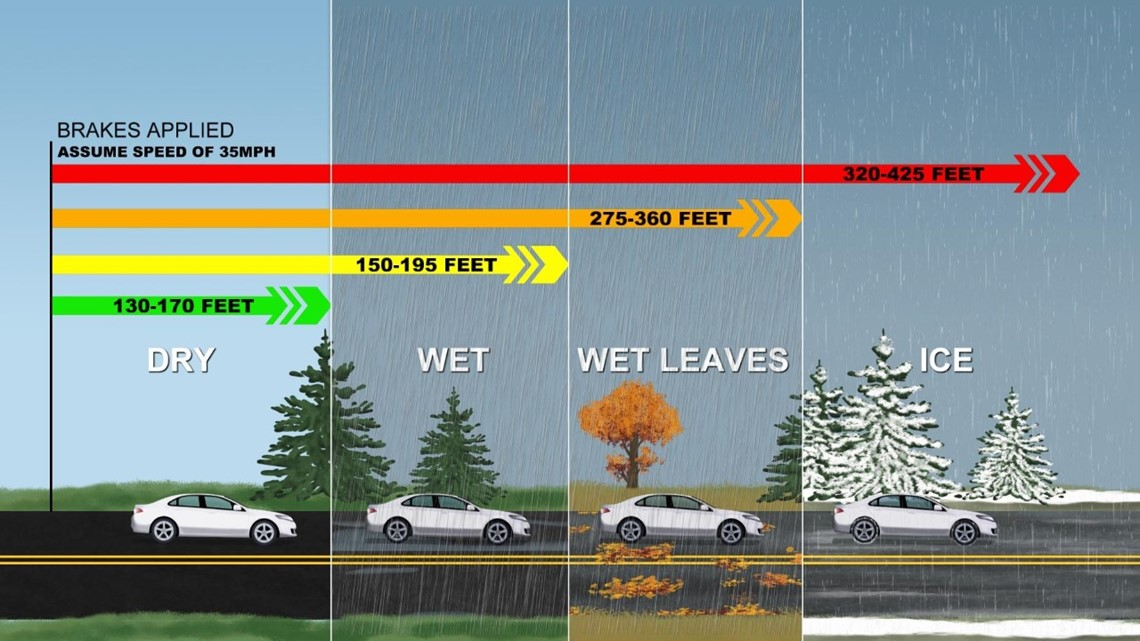 BRAKES APPLIED
ASSUME SPEED OF 35MPH
320-425 FEET
275-360 FEET
150-195 FEET
130-170 FEET
DRY
WET
WET LEAVES
ICE